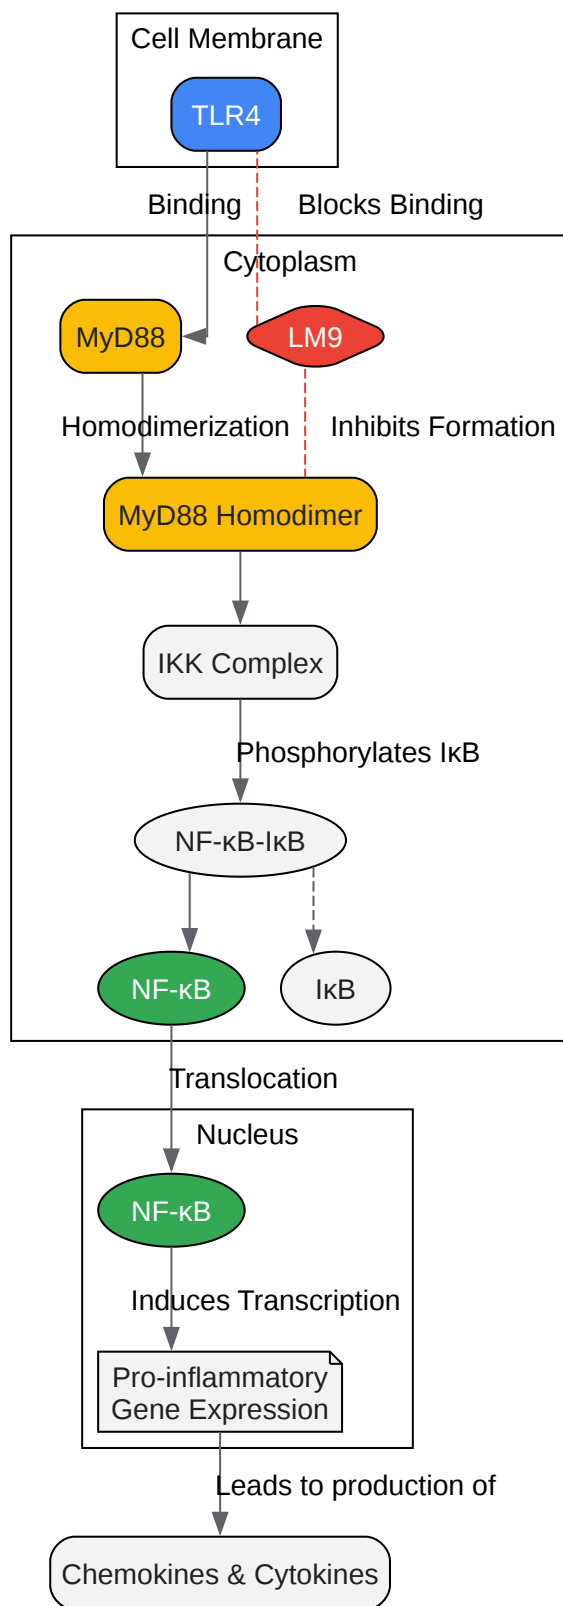 Cell Membrane
TLR4
Binding
Blocks Binding
Cytoplasm
MyD88
LM9
Homodimerization
Inhibits Formation
MyD88 Homodimer
IKK Complex
Phosphorylates IκB
NF-κB-IκB
NF-κB
IκB
Translocation
Nucleus
NF-κB
Induces Transcription
Pro-inflammatory
Gene Expression
Leads to production of
Chemokines & Cytokines